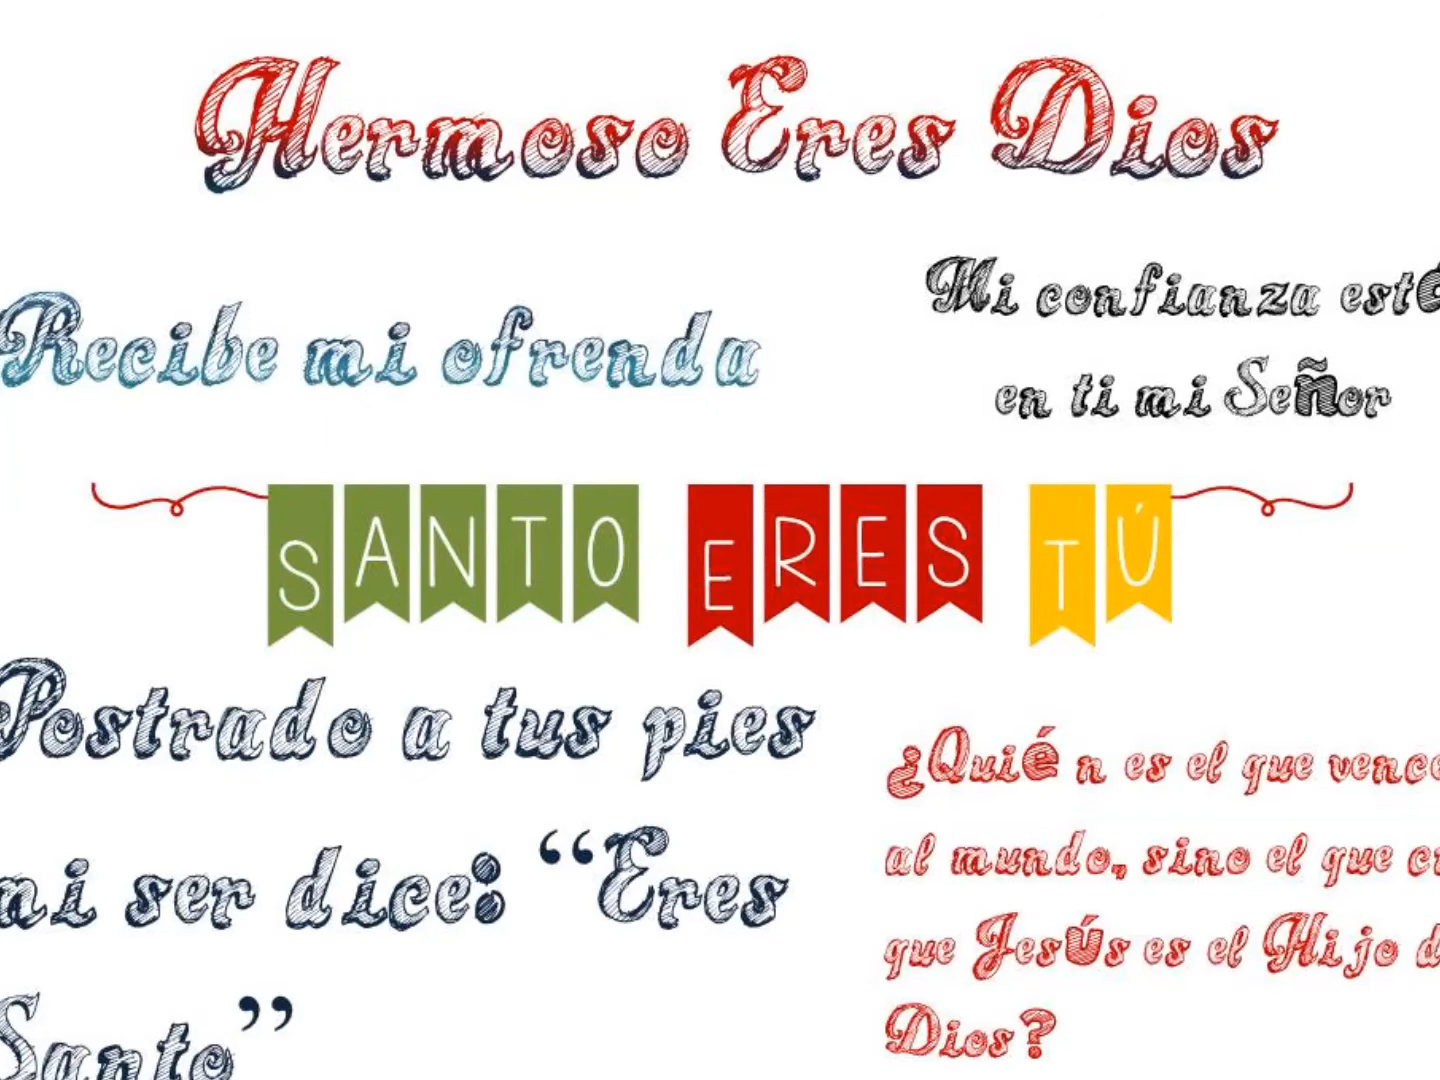 Hermoso Eres Dios
Recibe mi ofrenda
Mi confianza está
en ti mi Señor
SANTO ERES TÚ
Postrado a tus pies
mi ser dice: “Eres
Santo”
¿Quién es el que vence
al mundo, sino el que
que Jesús es el Hijo
Dios?